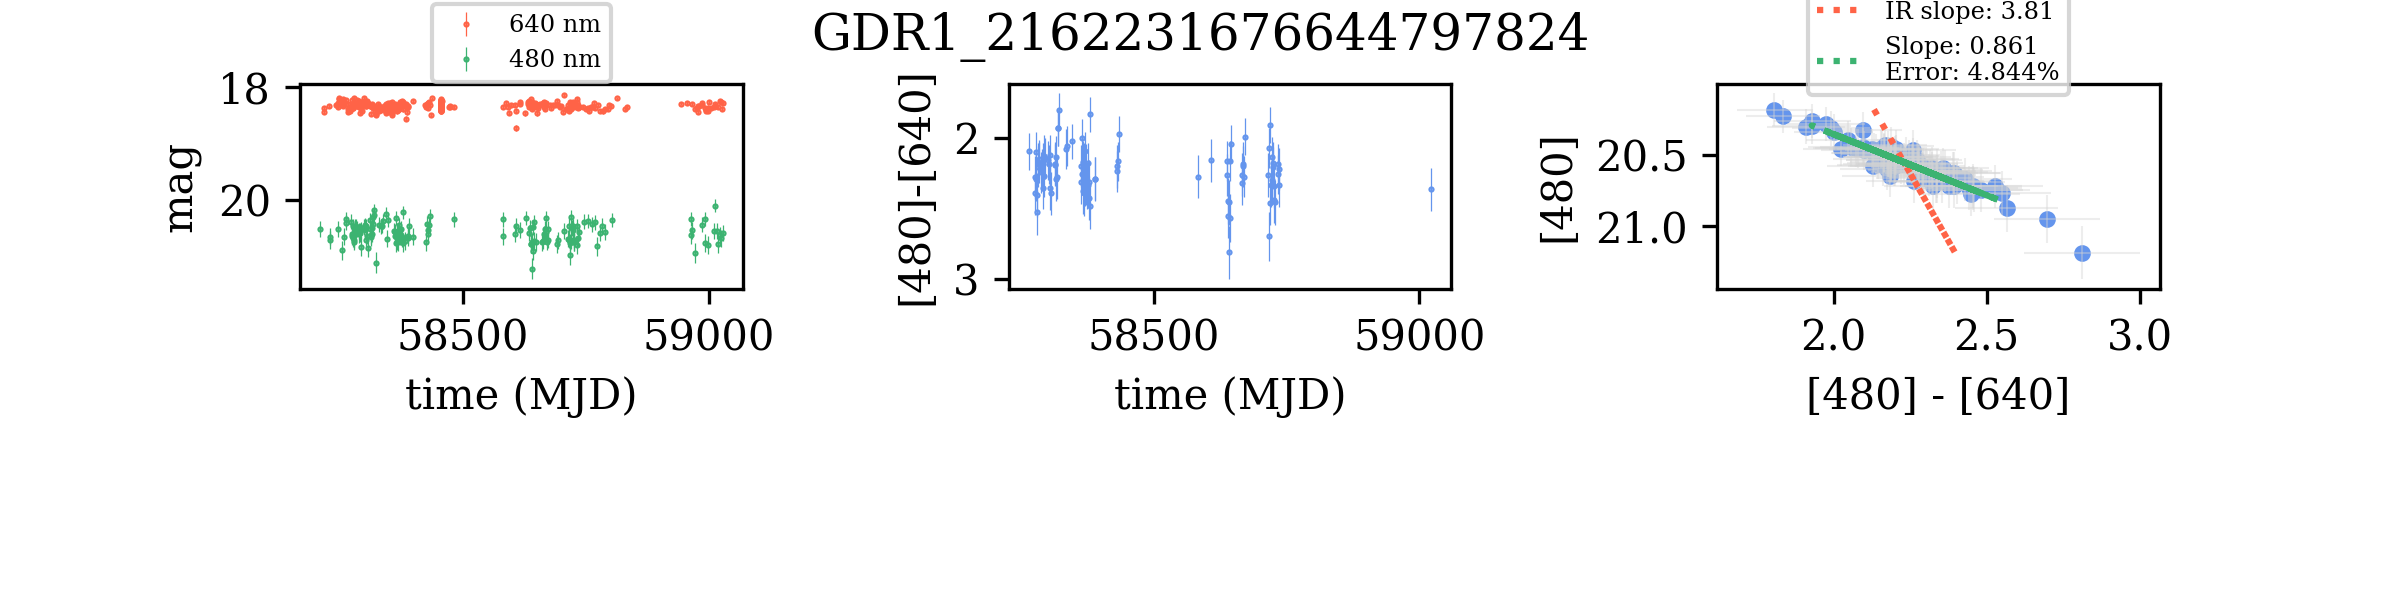 GDR1_2162231676644797824
640 nm
480 nm
18
20
mag
58500 59000
time (MJD)
2
3
[480]-[640]
58500 59000
time (MJD)
IR slope: 3.81
Slope: 0.861
Error: 4.844%
20.5
21.0
[480]
2.0 2.5 3.0
[480] - [640]